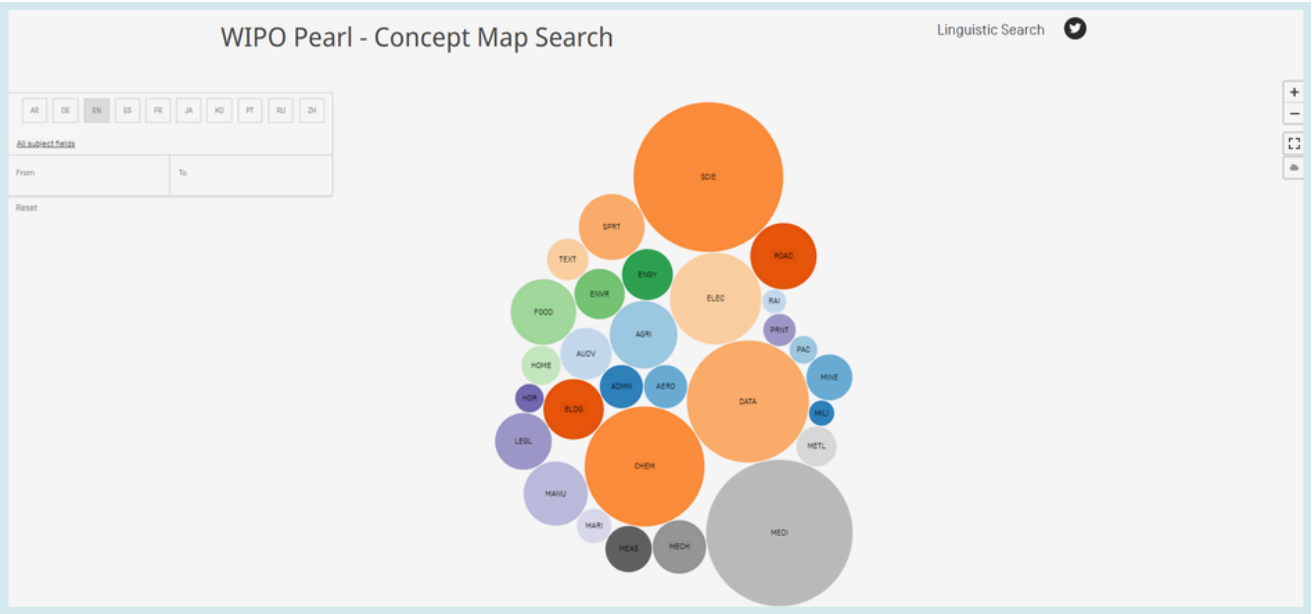 WIPO Pearl - Concept Map Search
Linguistic Search
AR DE EN ES FR JA KO PT RU ZH
All subject fields
From To
Reset
+
−
SCIE
SPRT
ROAD
TEXT
ENGY
ENVR
ELEC
RAI
FOOD
AGRI
PRNT
AUDV
PAC
HOME
MINE
ADMN
AERO
HOR
DATA
BLDG
MILI
LEGL
METL
CHEM
MANU
MARI
MEDI
MEAS
MECH